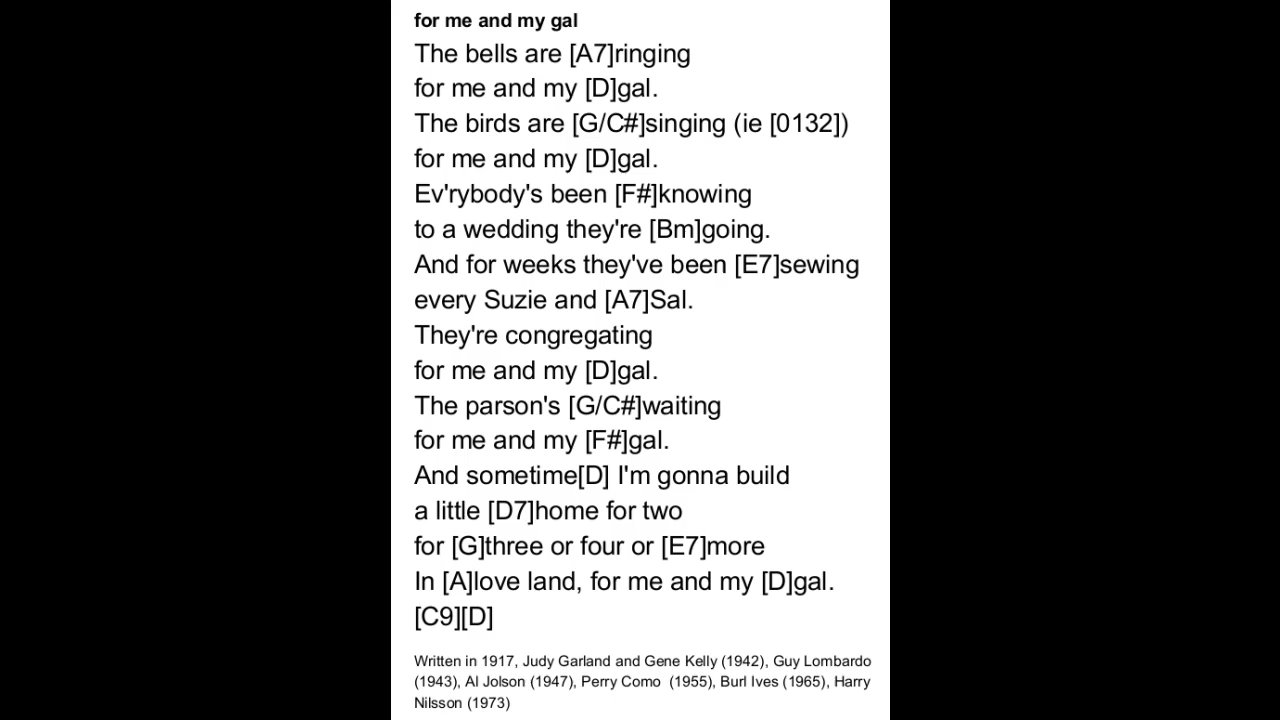 for me and my gal
The bells are [A7]ringing
for me and my [D]gal.
The birds are [G/C#]singing (ie [0132])
for me and my [D]gal.
Ev'rybody's been [F#]knowing
to a wedding they're [Bm]going.
And for weeks they've been [E7]sewing
every Suzie and [A7]Sal.
They're congregating
for me and my [D]gal.
The parson's [G/C#]waiting
for me and my [F#]gal.
And sometime[D] I'm gonna build
a little [D7]home for two
for [G]three or four or [E7]more
In [A]love land, for me and my [D]gal.
[C9][D]
Written in 1917, Judy Garland and Gene Kelly (1942), Guy Lombardo
(1943), Al Jolson (1947), Perry Como  (1955), Burl Ives (1965), Harry
Nilsson (1973)